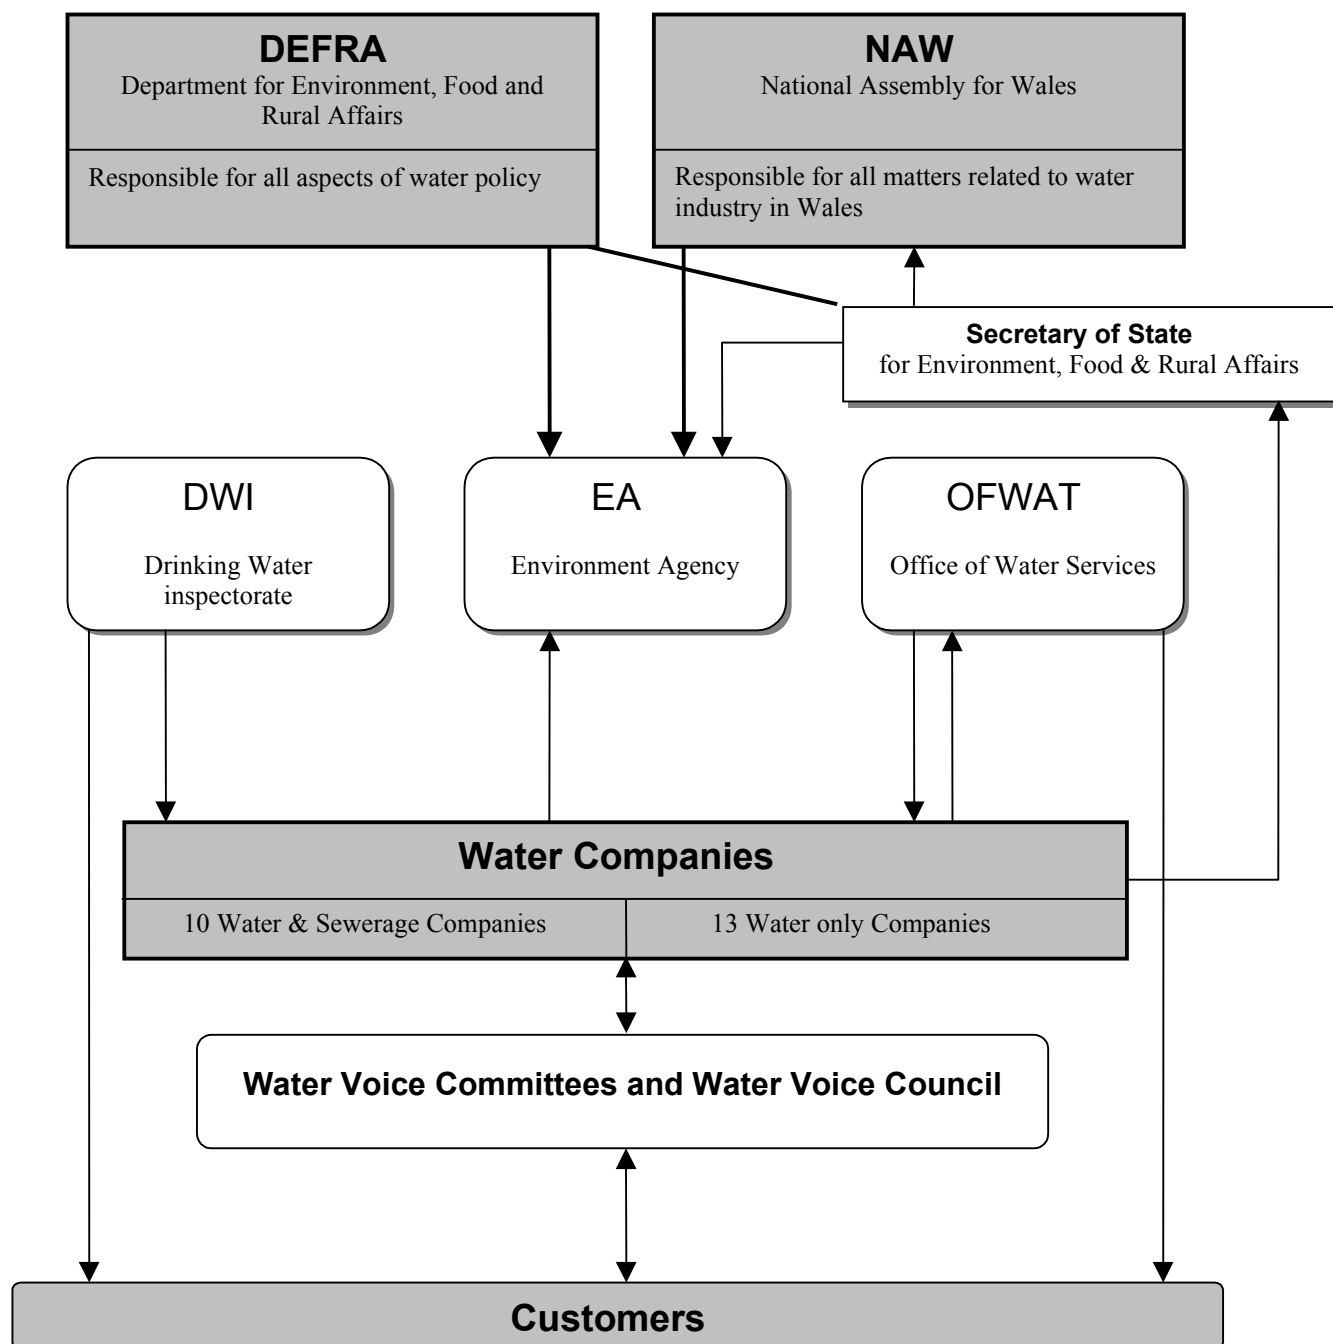 DEFRA
Department for Environment, Food and
Rural Affairs
Responsible for all aspects of water policy
NAW
National Assembly for Wales
Responsible for all matters related to water
industry in Wales
Secretary of State
for Environment, Food & Rural Affairs
DWI
Drinking Water
inspectorate
EA
Environment Agency
OFWAT
Office of Water Services
Water Companies
10 Water & Sewerage Companies
13 Water only Companies
Water Voice Committees and Water Voice Council
Customers